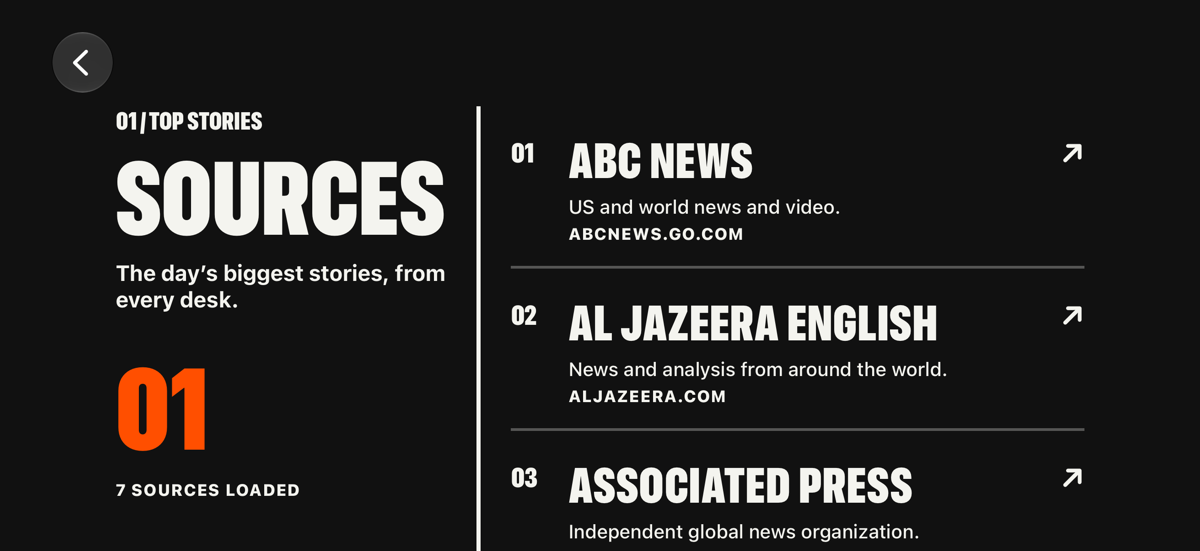 01/TOP STORIES
SOURCES
The day’s biggest stories, from
every desk.
01
7 SOURCES LOADED
01
ABC NEWS
US and world news and video.
ABCNEWS.GO.COM
02
AL JAZEERA ENGLISH
News and analysis from around the world.
ALJAZEERA.COM
03
ASSOCIATED PRESS
Independent global news organization.